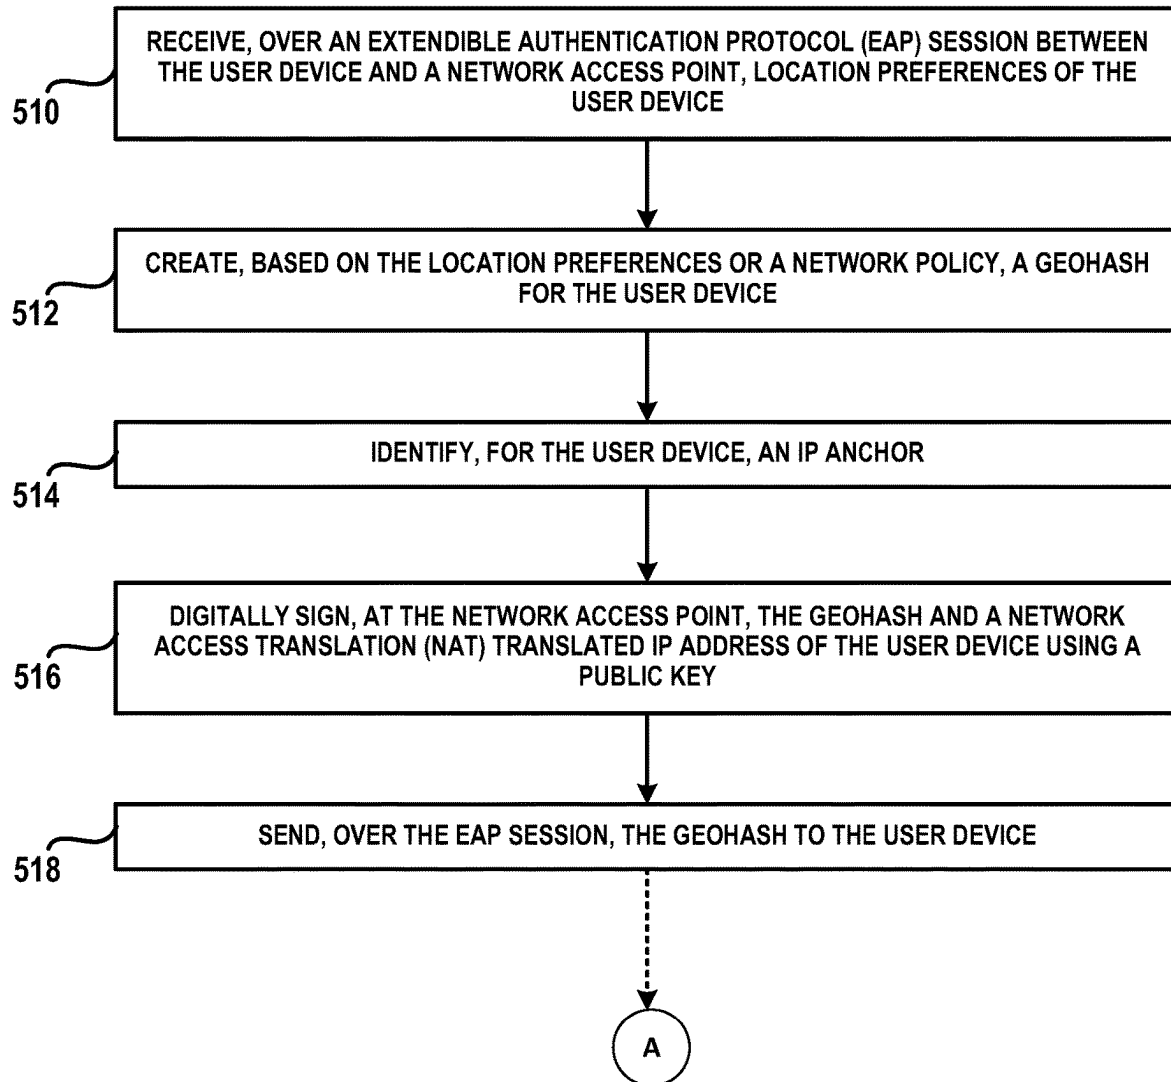 RECEIVE, OVER AN EXTENDIBLE AUTHENTICATION PROTOCOL (EAP) SESSION BETWEEN
THE USER DEVICE AND A NETWORK ACCESS POINT, LOCATION PREFERENCES OF THE
USER DEVICE
510
CREATE, BASED ON THE LOCATION PREFERENCES OR A NETWORK POLICY, A GEOHASH
FOR THE USER DEVICE
512
IDENTIFY, FOR THE USER DEVICE, AN IP ANCHOR
514
DIGITALLY SIGN, AT THE NETWORK ACCESS POINT, THE GEOHASH AND A NETWORK
ACCESS TRANSLATION (NAT) TRANSLATED IP ADDRESS OF THE USER DEVICE USING A
PUBLIC KEY
516
SEND, OVER THE EAP SESSION, THE GEOHASH TO THE USER DEVICE
518
A